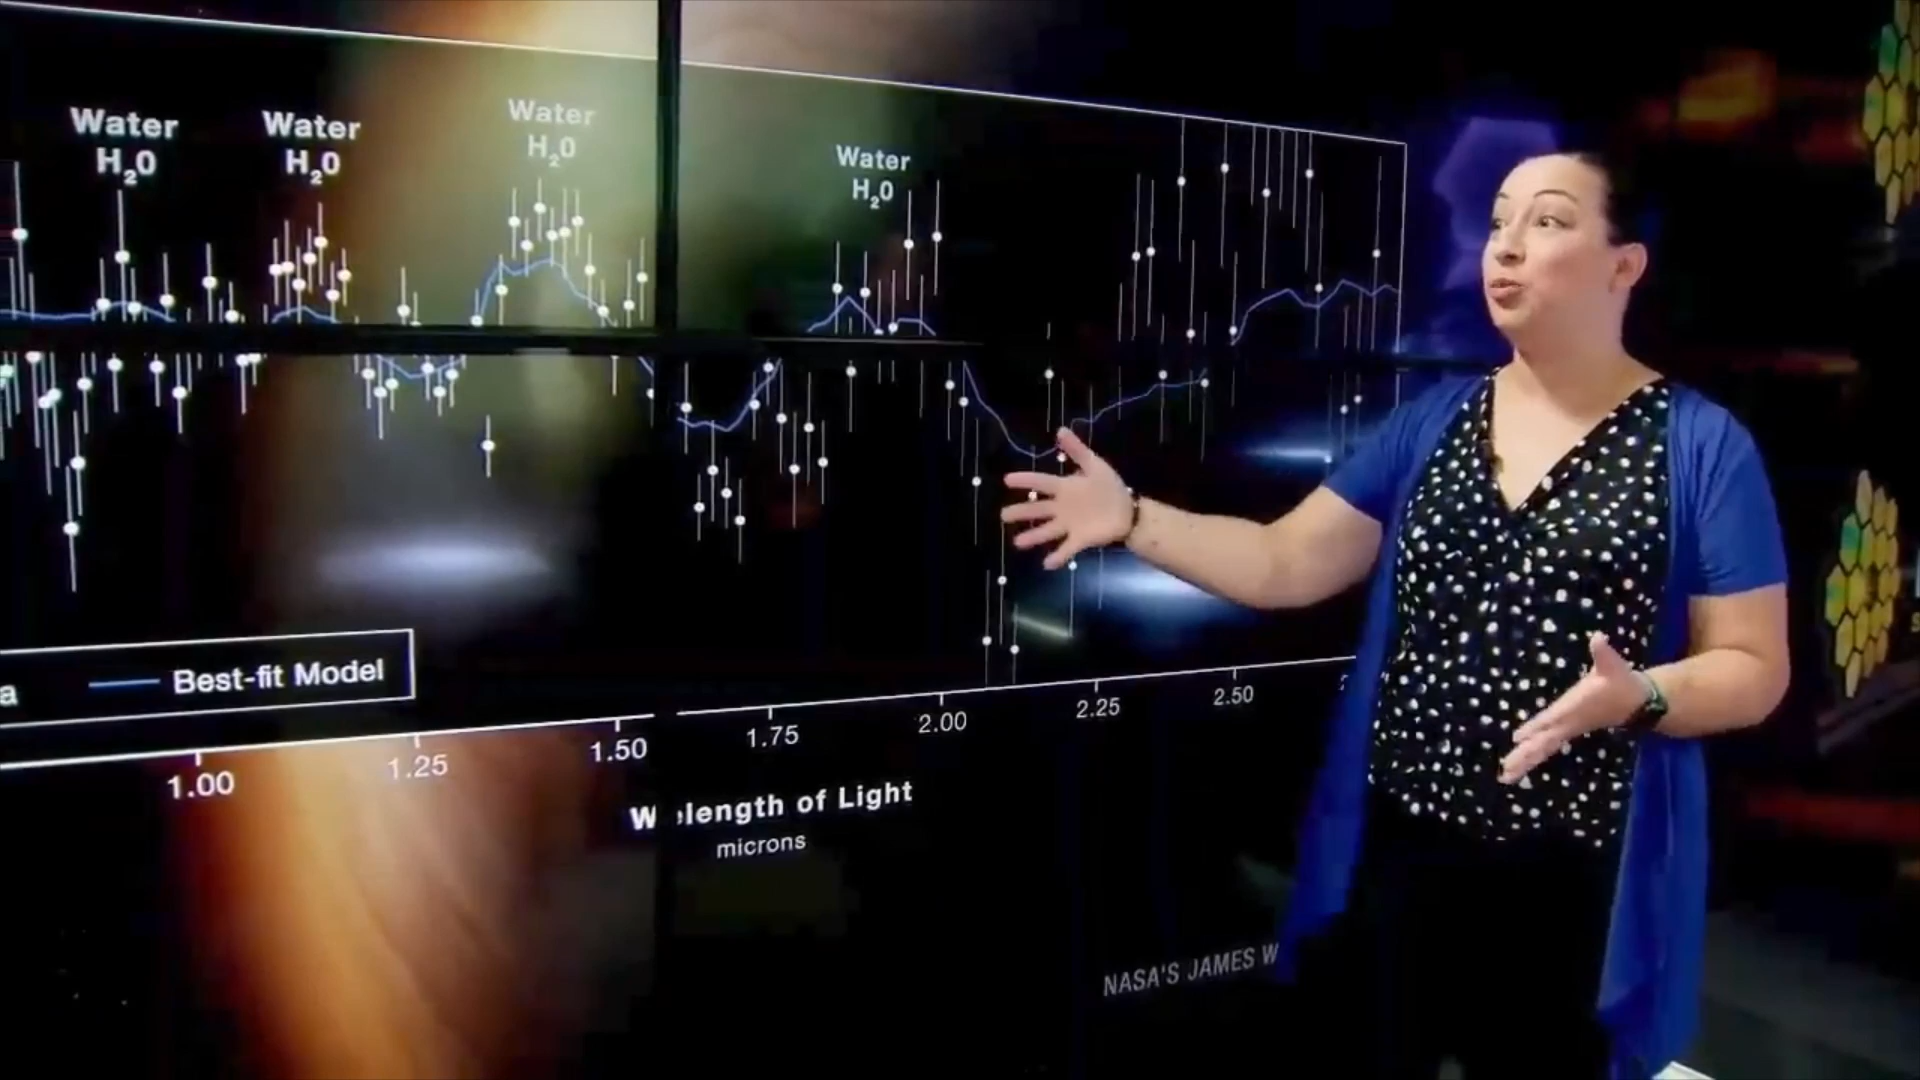 Water
H₂O
Water
H₂O
Water
H₂O
Water
H₂O
a
Best-fit Model
1.00
1.25
1.50
1.75
2.00
2.25
2.50
W elength of Light
microns
NASA'S JAMES W